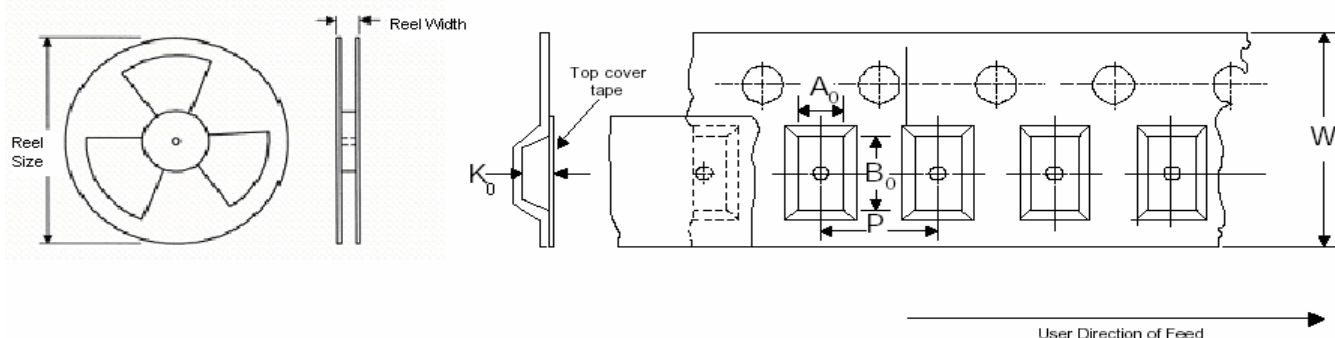 Reel Width
Reel
Size
Top cover
tape
K0
A0
B0
P
W
User Direction of Feed